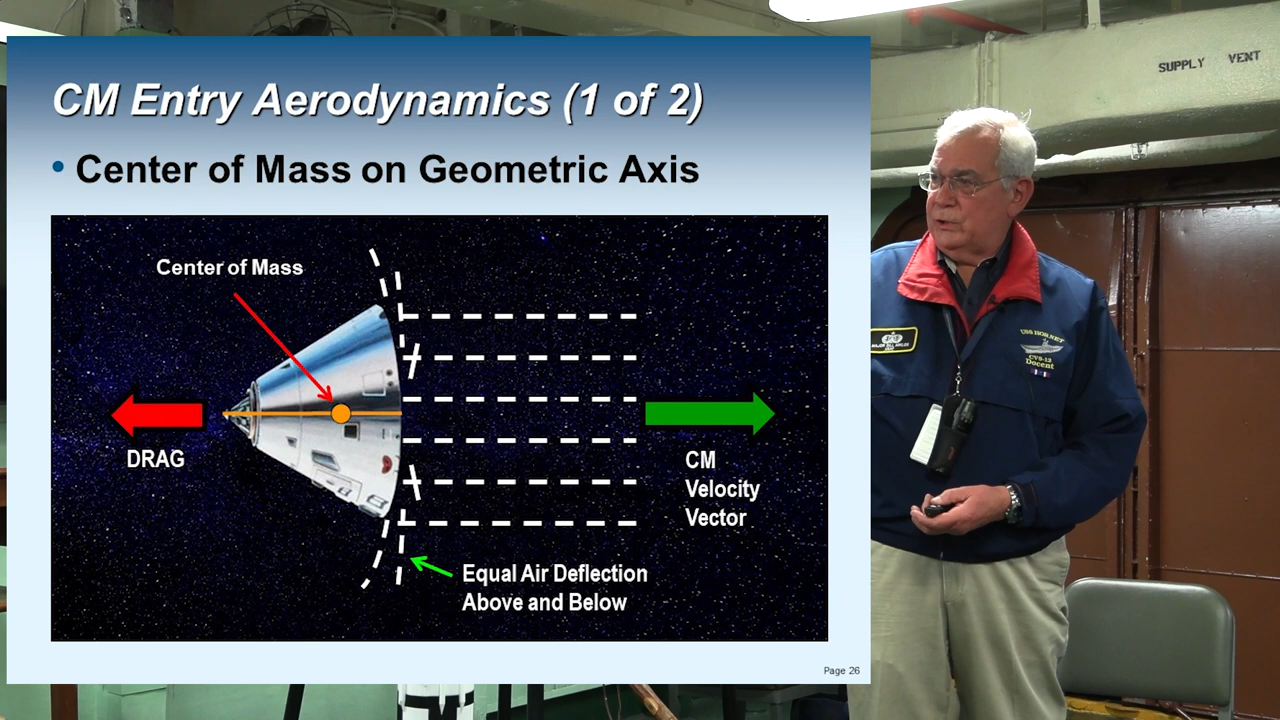 CM Entry Aerodynamics (1 of 2)
• Center of Mass on Geometric Axis
Center of Mass
DRAG
CM
Velocity
Vector
Equal Air Deflection
Above and Below
Page 26
SUPPLY VENT
USS HORNET
CVS-12
Docent